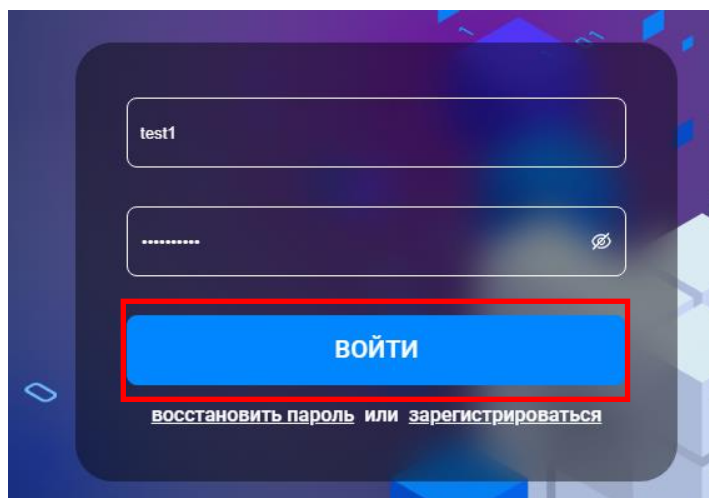 test1
••••••••••
ВОЙТИ
восстановить пароль или зарегистрироваться